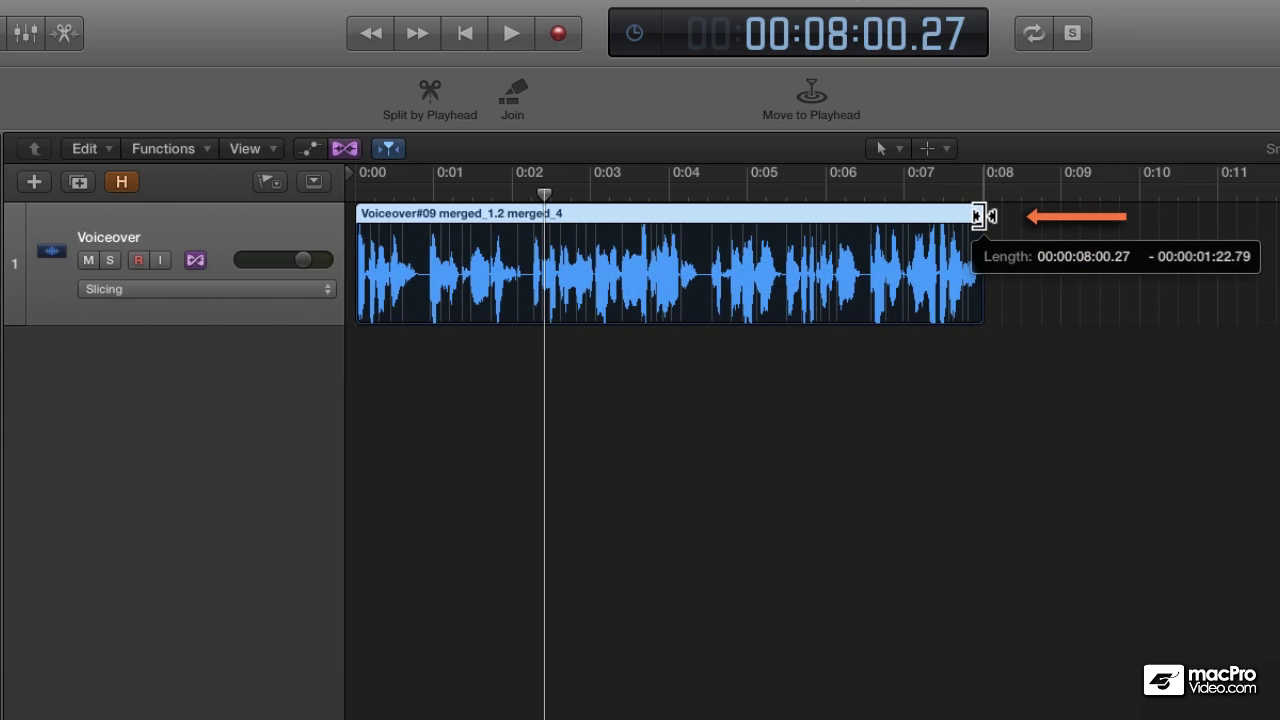 00:00:08:00.27
S
Split by Playhead
Join
Move to Playhead
Edit
Functions
View
Sn
H
0:00
0:01
0:02
0:03
0:04
0:05
0:06
0:07
0:08
0:09
0:10
0:11
Voiceover#09 merged_1.2 merged_4
1
Voiceover
M S R I
Slicing
Length: 00:00:08:00.27 - 00:00:01:22.79
macPro
Video.com